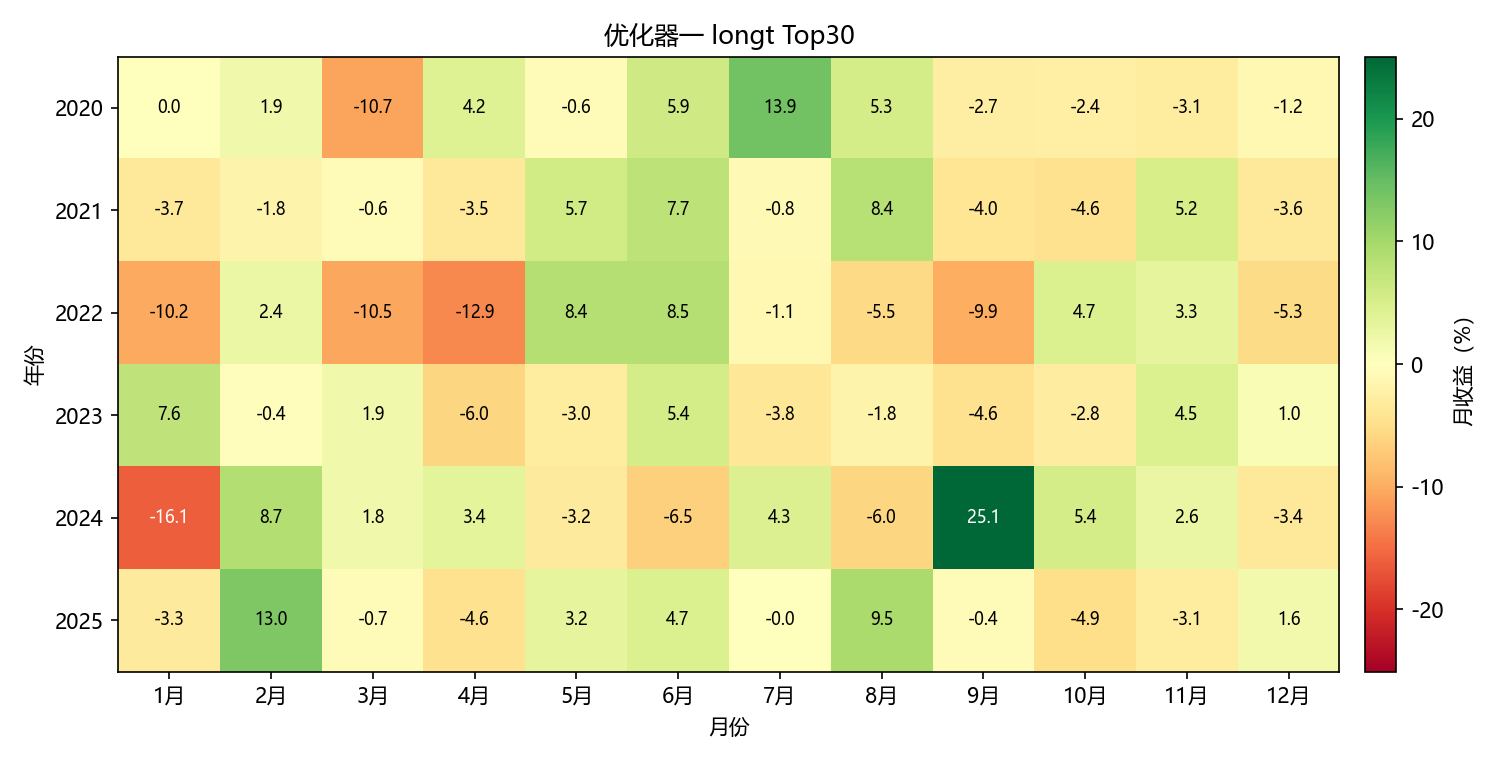 优化器一 longt Top30
2020 0.0 1.9 -10.7 4.2 -0.6 5.9 13.9 5.3 -2.7 -2.4 -3.1 -1.2
2021 -3.7 -1.8 -0.6 -3.5 5.7 7.7 -0.8 8.4 -4.0 -4.6 5.2 -3.6
2022 -10.2 2.4 -10.5 -12.9 8.4 8.5 -1.1 -5.5 -9.9 4.7 3.3 -5.3
2023 7.6 -0.4 1.9 -6.0 -3.0 5.4 -3.8 -1.8 -4.6 -2.8 4.5 1.0
2024 -16.1 8.7 1.8 3.4 -3.2 -6.5 4.3 -6.0 25.1 5.4 2.6 -3.4
2025 -3.3 13.0 -0.7 -4.6 3.2 4.7 -0.0 9.5 -0.4 -4.9 -3.1 1.6
1月 2月 3月 4月 5月 6月 7月 8月 9月 10月 11月 12月
月份
年份
20
10
0
-10
-20
月收益 (%)